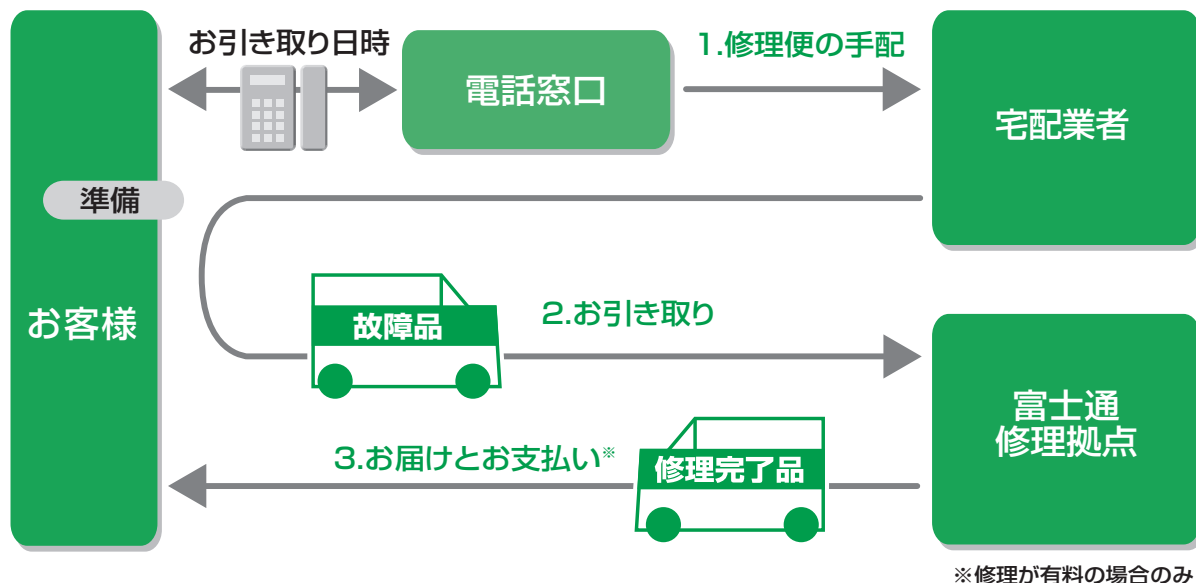 お引き取り日時
1.修理便の手配
電話窓口
宅配業者
準備
お客様
故障品
2.お引き取り
富士通
修理拠点
3.お届けとお支払い※
修理完了品
※修理が有料の場合のみ